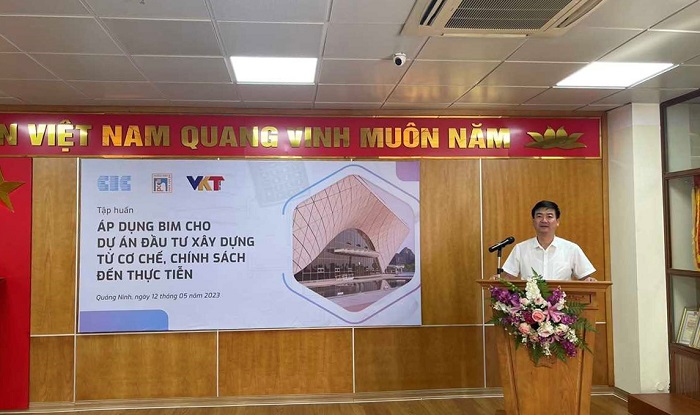 VIỆT NAM QUANG VINH MUÔN NĂM
CIC
VKT
Tập huấn
ÁP DỤNG BIM CHO
DỰ ÁN ĐẦU TƯ XÂY DỰNG
TỪ CƠ CHẾ, CHÍNH SÁCH
ĐẾN THỰC TIỄN
Quảng Ninh, ngày 12 tháng 05 năm 2023